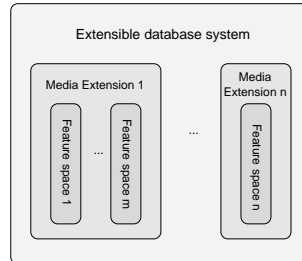 Extensible database system
Media Extension 1
Feature space 1
...
Feature space m
...
Media
Extension n
Feature space n